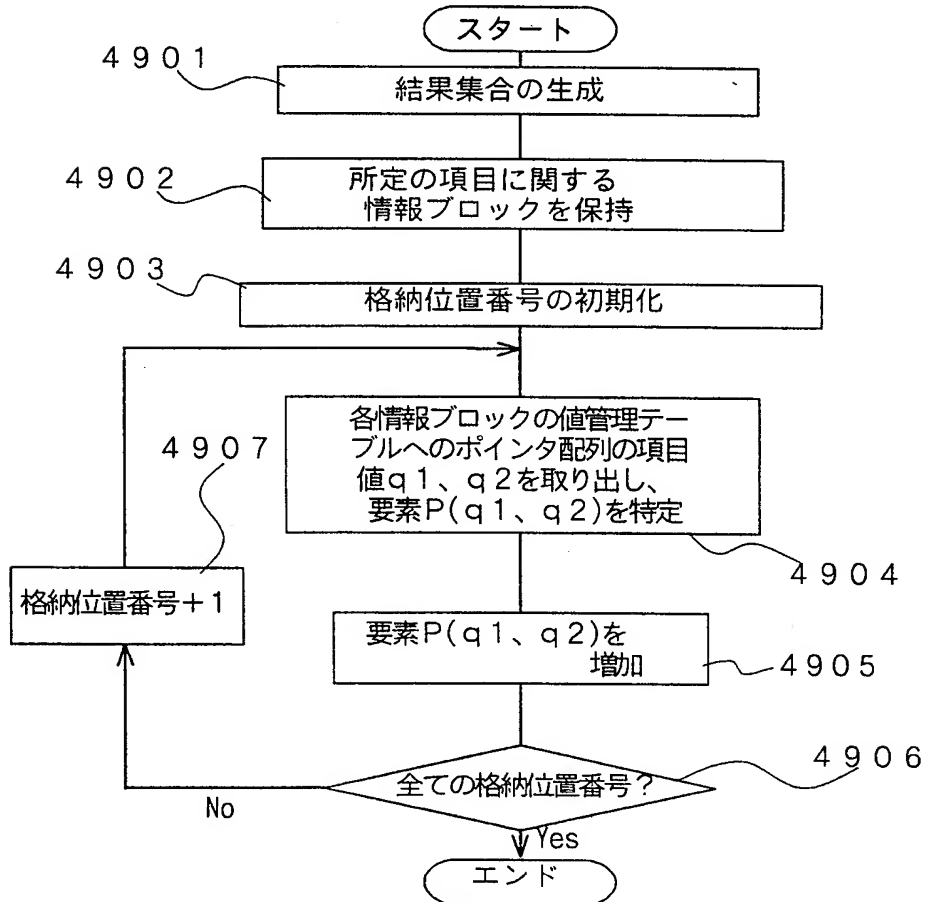 スタート
4901
結果集合の生成
4902
所定の項目に関する
情報ブロックを保持
4903
格納位置番号の初期化
各情報ブロックの値管理テー
ブルへのポインタ配列の項目
値q1、q2を取り出し、
要素P(q1、q2)を特定
4907
4904
格納位置番号+1
要素P(q1、q2)を
増加
4905
全ての格納位置番号?
4906
No
Yes
エンド